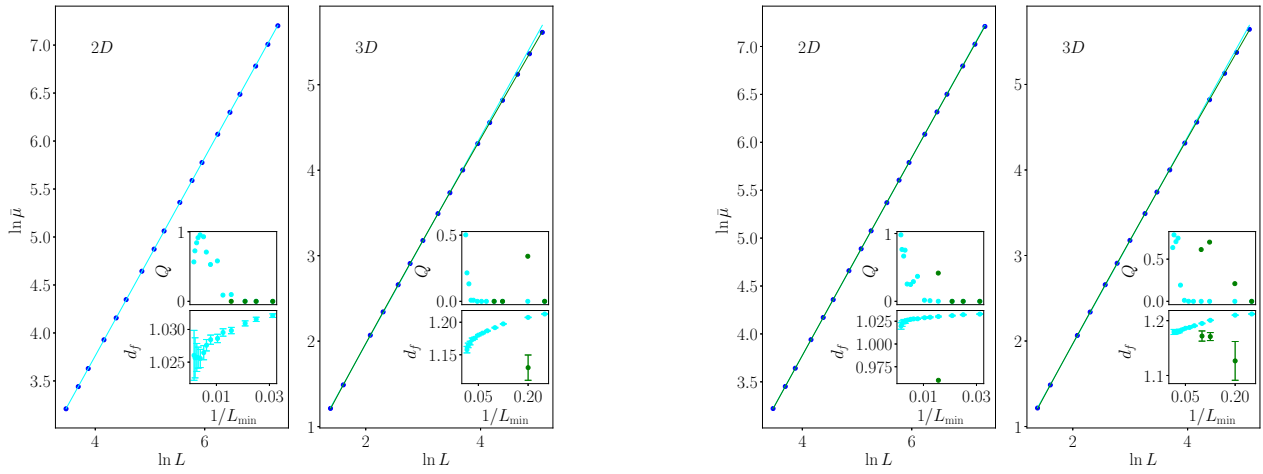 2D
ln μ̄
7.0
6.5
6.0
5.5
5.0
4.5
4.0
3.5
Q
1
0
d_f
1.030
1.025
0.01
0.03
1/L_min
4
6
ln L
3D
5
4
3
2
1
Q
0.5
0.0
d_f
1.20
1.15
0.05
0.20
1/L_min
2
4
ln L
2D
ln μ̄
7.0
6.5
6.0
5.5
5.0
4.5
4.0
3.5
Q
1
0
d_f
1.025
1.000
0.975
0.01
0.03
1/L_min
4
6
ln L
3D
5
4
3
2
1
Q
0.5
0.0
d_f
1.2
1.1
0.05
0.20
1/L_min
2
4
ln L